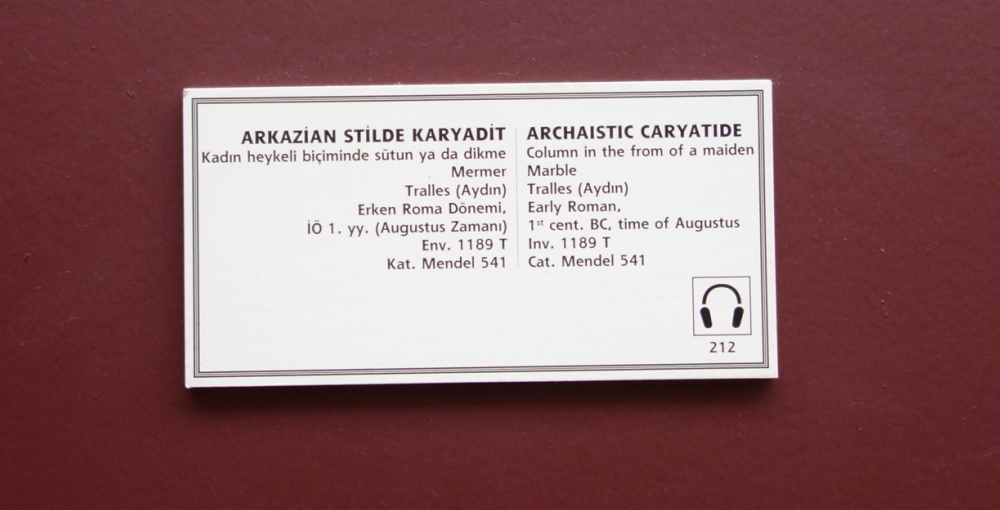 ARKAZİAN STİLDE KARYADİT
Kadın heykeli biçiminde sütun ya da dikme
Mermer
Tralles (Aydın)
Erken Roma Dönemi,
İÖ 1. yy. (Augustus Zamanı)
Env. 1189 T
Kat. Mendel 541
ARCHAISTIC CARYATIDE
Column in the from of a maiden
Marble
Tralles (Aydın)
Early Roman,
1st cent. BC, time of Augustus
Inv. 1189 T
Cat. Mendel 541
212